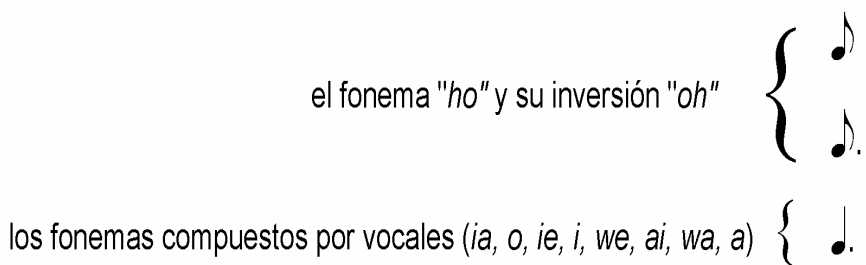 el fonema "ho" y su inversión "oh"
los fonemas compuestos por vocales (ia, o, ie, i, we, ai, wa, a)